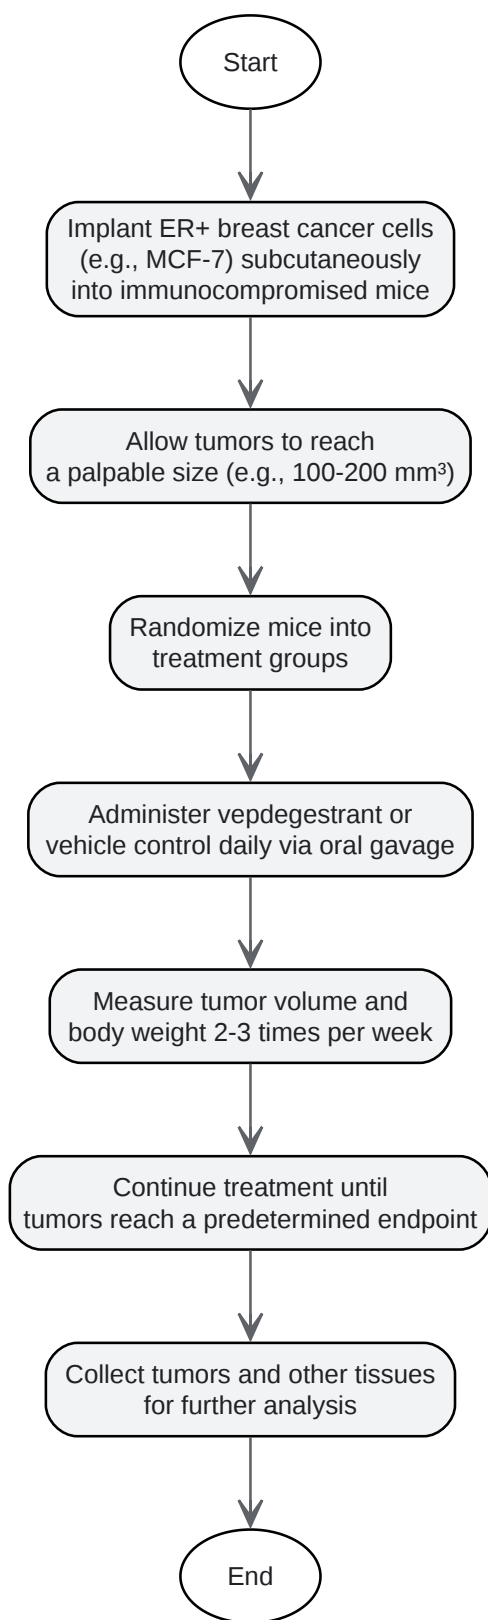 Start
Implant ER+ breast cancer cells
(e.g., MCF-7) subcutaneously
into immunocompromised mice
Allow tumors to reach
a palpable size (e.g., 100-200 mm³)
Randomize mice into
treatment groups
Administer vepdegestrant or
vehicle control daily via oral gavage
Measure tumor volume and
body weight 2-3 times per week
Continue treatment until
tumors reach a predetermined endpoint
Collect tumors and other tissues
for further analysis
End